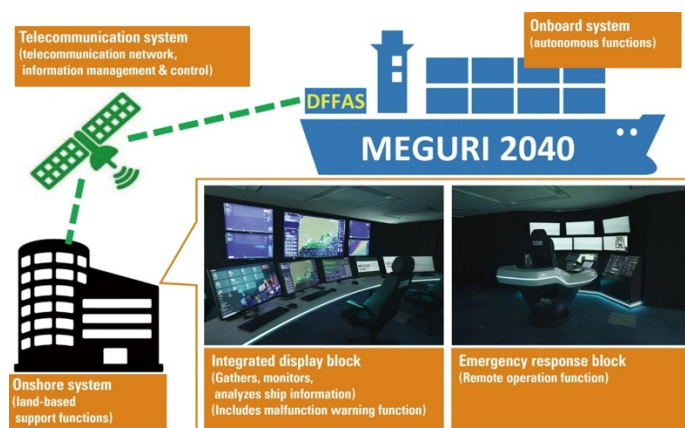 Telecommunication system
(telecommunication network,
information management & control)
Onboard system
(autonomous functions)
DFFAS
MEGURI 2040
Integrated display block
(Gathers, monitors,
analyzes ship information)
(Includes malfunction warning function)
Emergency response block
(Remote operation function)
Onshore system
(land-based
support functions)